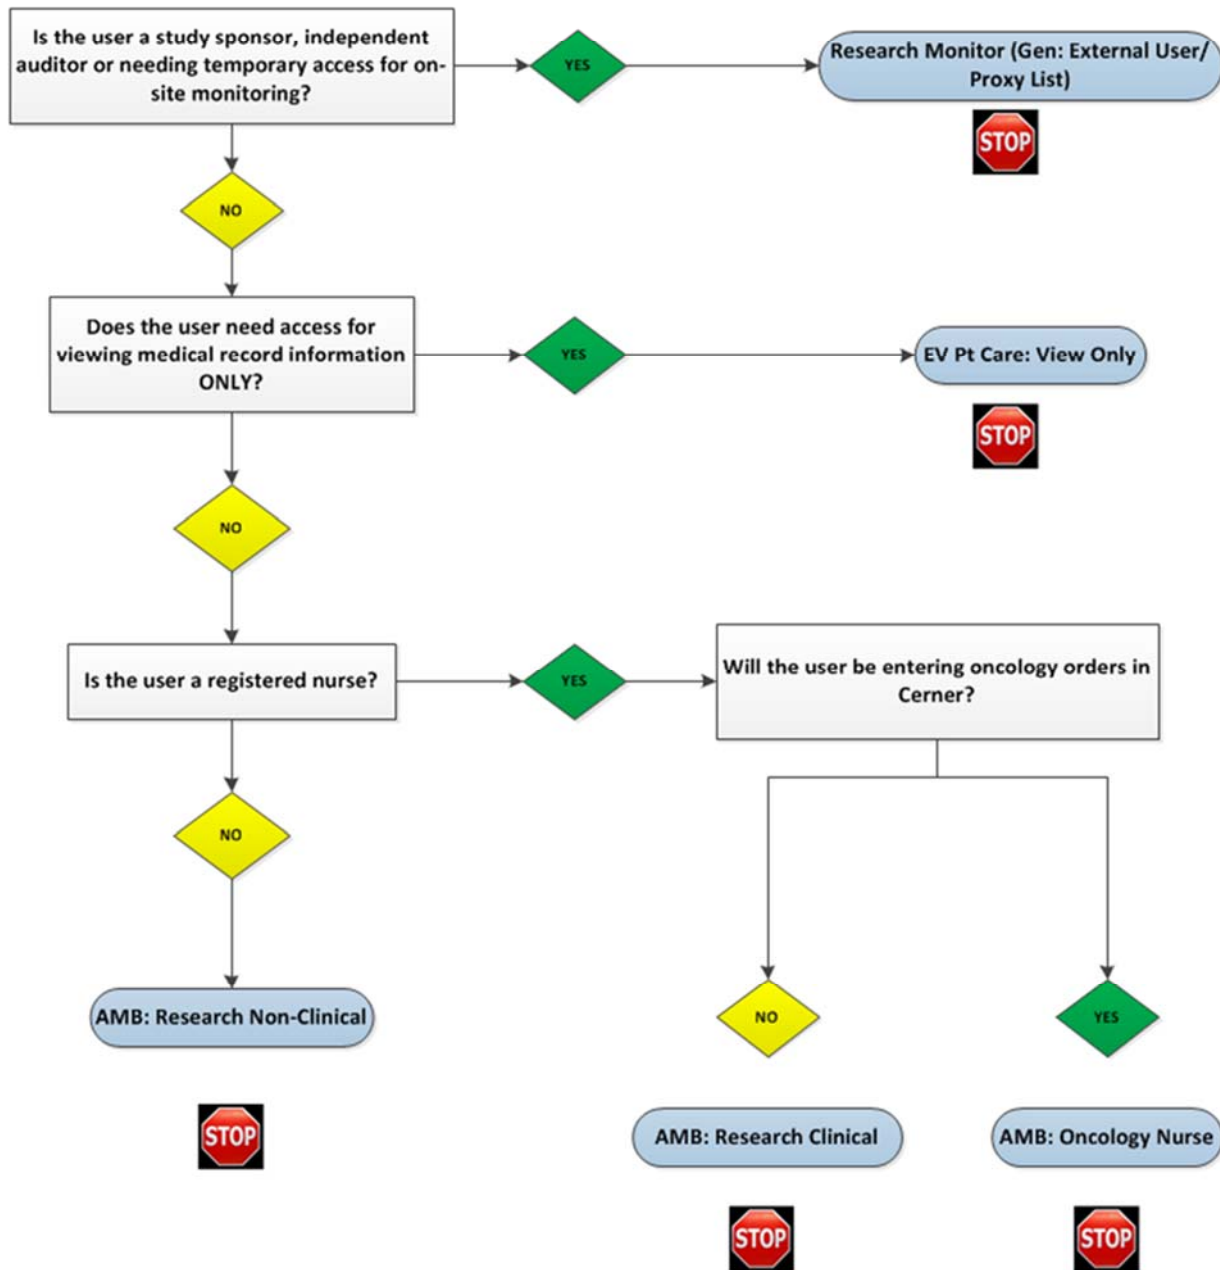 Is the user a study sponsor, independent
auditor or needing temporary access for on-
site monitoring?
YES
Research Monitor (Gen: External User/
Proxy List)
STOP
NO
Does the user need access for
viewing medical record information
ONLY?
YES
EV Pt Care: View Only
STOP
NO
Is the user a registered nurse?
YES
Will the user be entering oncology orders in
Cerner?
NO
AMB: Research Non-Clinical
STOP
NO
YES
AMB: Research Clinical
AMB: Oncology Nurse
STOP
STOP